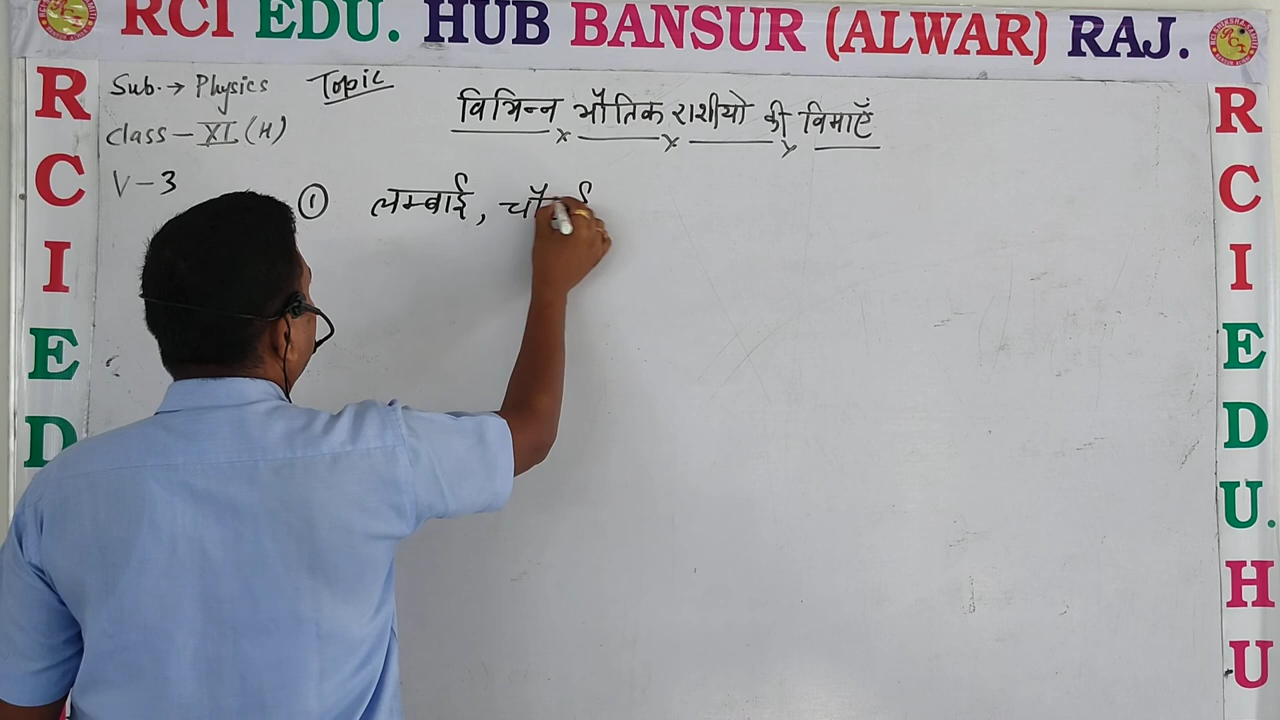 RCI EDU. HUB BANSUR (ALWAR) RAJ.
Sub. → Physics Topic
विभिन्न भौतिक राशीयो की विमाएँ
Class - XI (H)
V-3
① लम्बाई,
R
C
I
E
D
R
C
I
E
D
U.
H
U